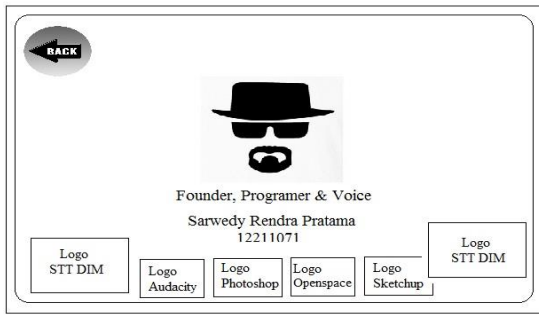 BACK
Founder, Programer & Voice
Sarwedy Rendra Pratama
12211071
Logo
STT DIM
Logo
Audacity
Logo
Photoshop
Logo
Openspace
Logo
Sketchup
Logo
STT DIM